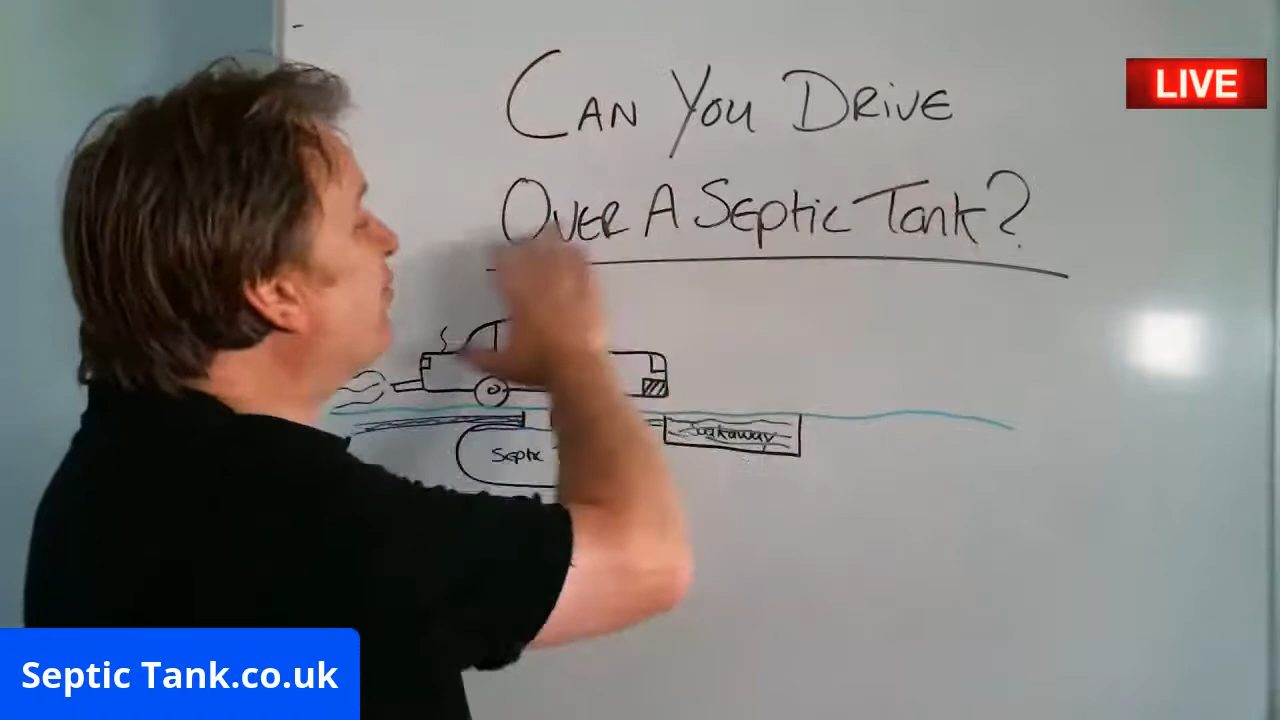 CAN YOU DRIVE
LIVE
OVER A SEPTIC TANK?
Soakaway
Septic
Septic Tank.co.uk